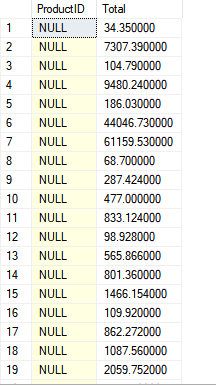 ProductID Total
1 NULL 34.350000
2 NULL 7307.390000
3 NULL 104.790000
4 NULL 9480.240000
5 NULL 186.030000
6 NULL 44046.730000
7 NULL 61159.530000
8 NULL 68.700000
9 NULL 287.424000
10 NULL 477.000000
11 NULL 833.124000
12 NULL 98.928000
13 NULL 565.866000
14 NULL 801.360000
15 NULL 1466.154000
16 NULL 109.920000
17 NULL 862.272000
18 NULL 1087.560000
19 NULL 2059.752000